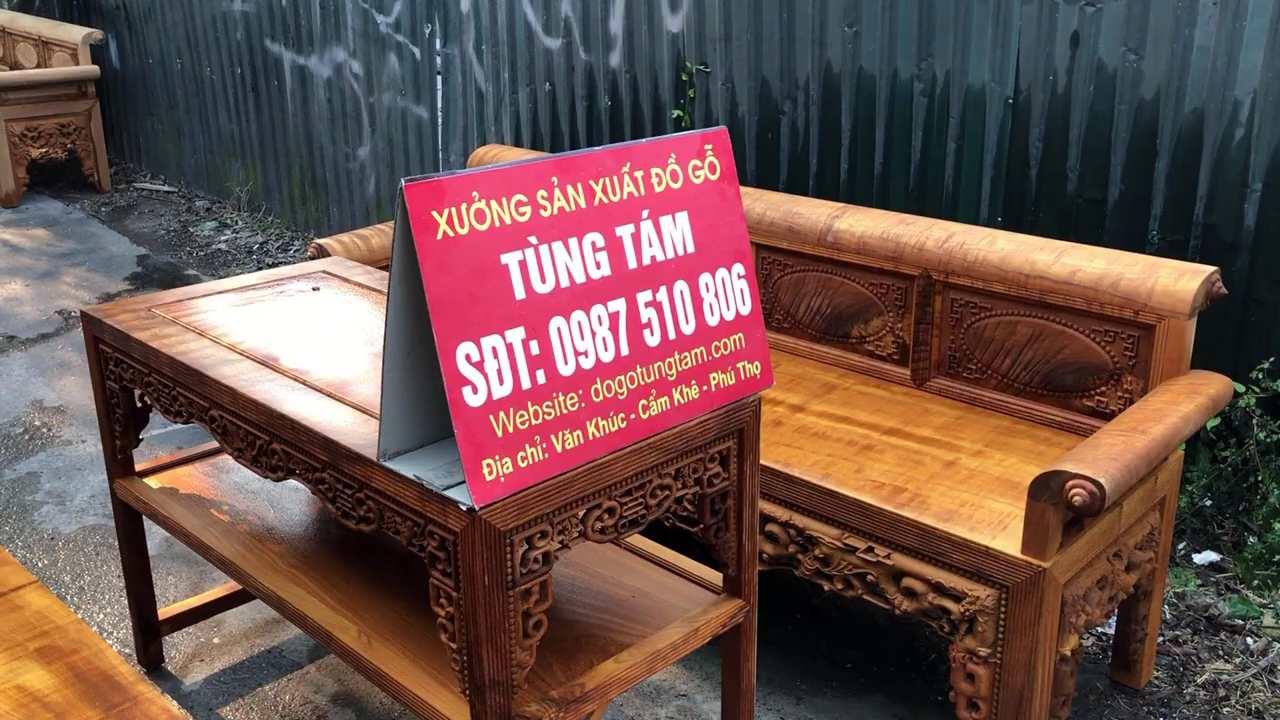 XƯỞNG SẢN XUẤT ĐỒ GỖ
TÙNG TÁM
SĐT: 0987 510 806
Website: dogotungtam.com
Địa chỉ: Văn Khúc - Cẩm Khê - Phú Thọ